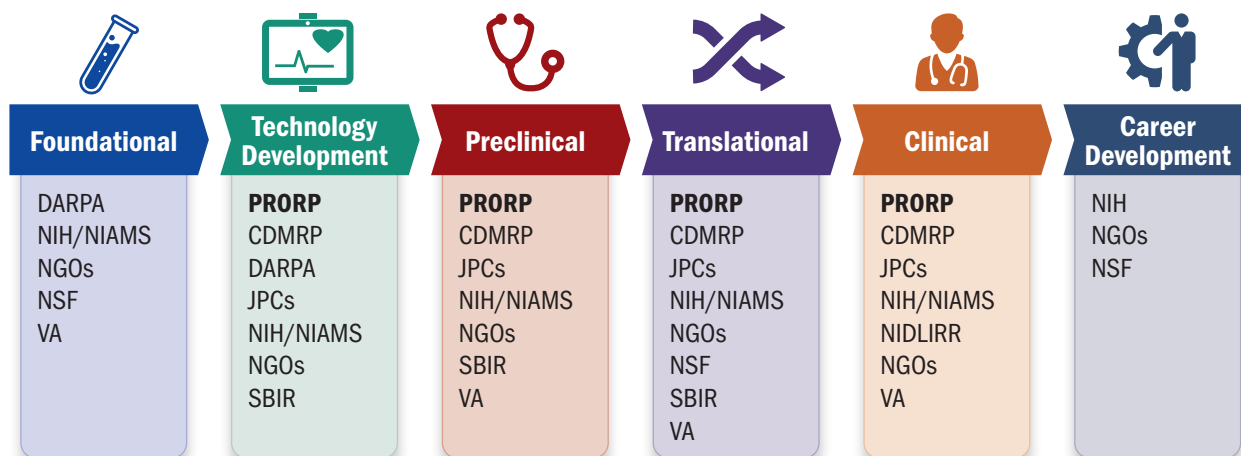 Foundational
DARPA
NIH/NIAMS
NGOs
NSF
VA
Technology
Development
PRORP
CDMRP
DARPA
JPCs
NIH/NIAMS
NGOs
SBIR
Preclinical
PRORP
CDMRP
JPCs
NIH/NIAMS
NGOs
SBIR
VA
Translational
PRORP
CDMRP
JPCs
NIH/NIAMS
NGOs
NSF
SBIR
VA
Clinical
PRORP
CDMRP
JPCs
NIH/NIAMS
NIDLIRR
NGOs
VA
Career
Development
NIH
NGOs
NSF